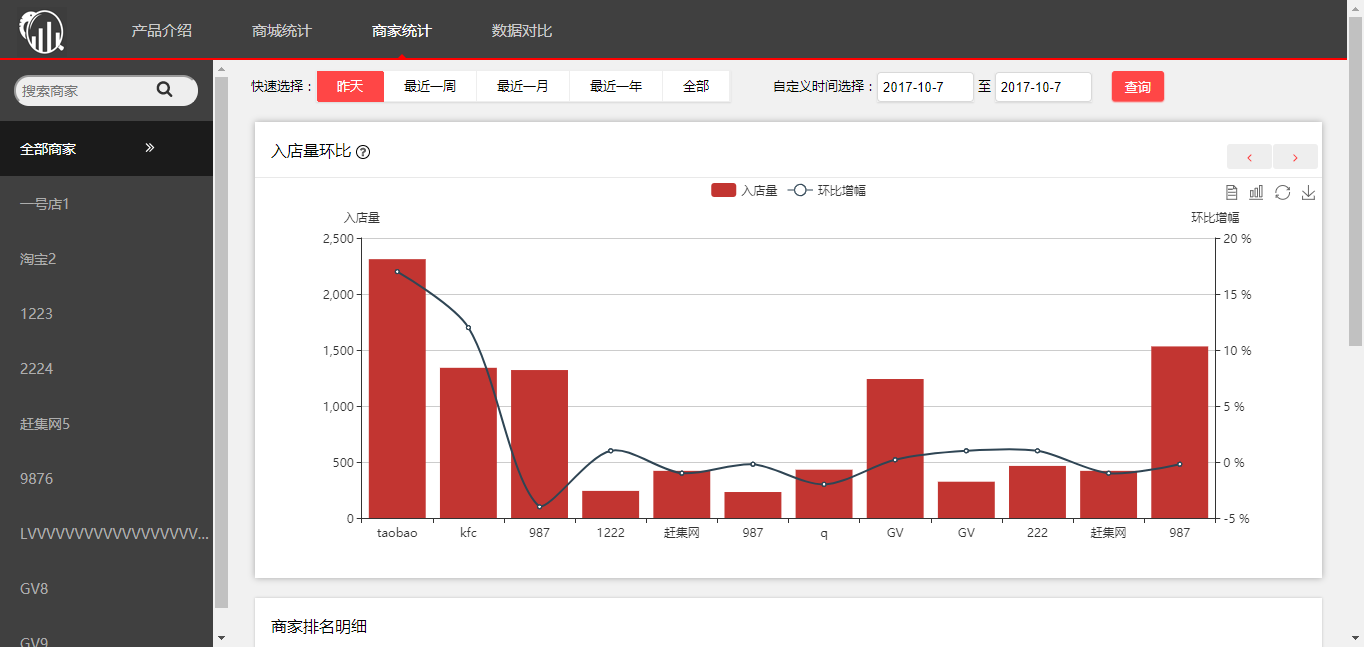 产品介绍 商城统计 商家统计 数据对比
搜索商家
全部商家
一号店1
淘宝2
1223
2224
赶集网5
9876
LVVVVVVVVVVVVVVVVVV...
GV8
GV9
快速选择： 昨天 最近一周 最近一月 最近一年 全部 自定义时间选择： 2017-10-7 至 2017-10-7 查询
入店量环比
入店量 环比增幅
入店量 环比增幅
2,500 20 %
2,000 15 %
1,500 10 %
1,000 5 %
500 0 %
0 -5 %
taobao kfc 987 1222 赶集网 987 q GV GV 222 赶集网 987
商家排名明细